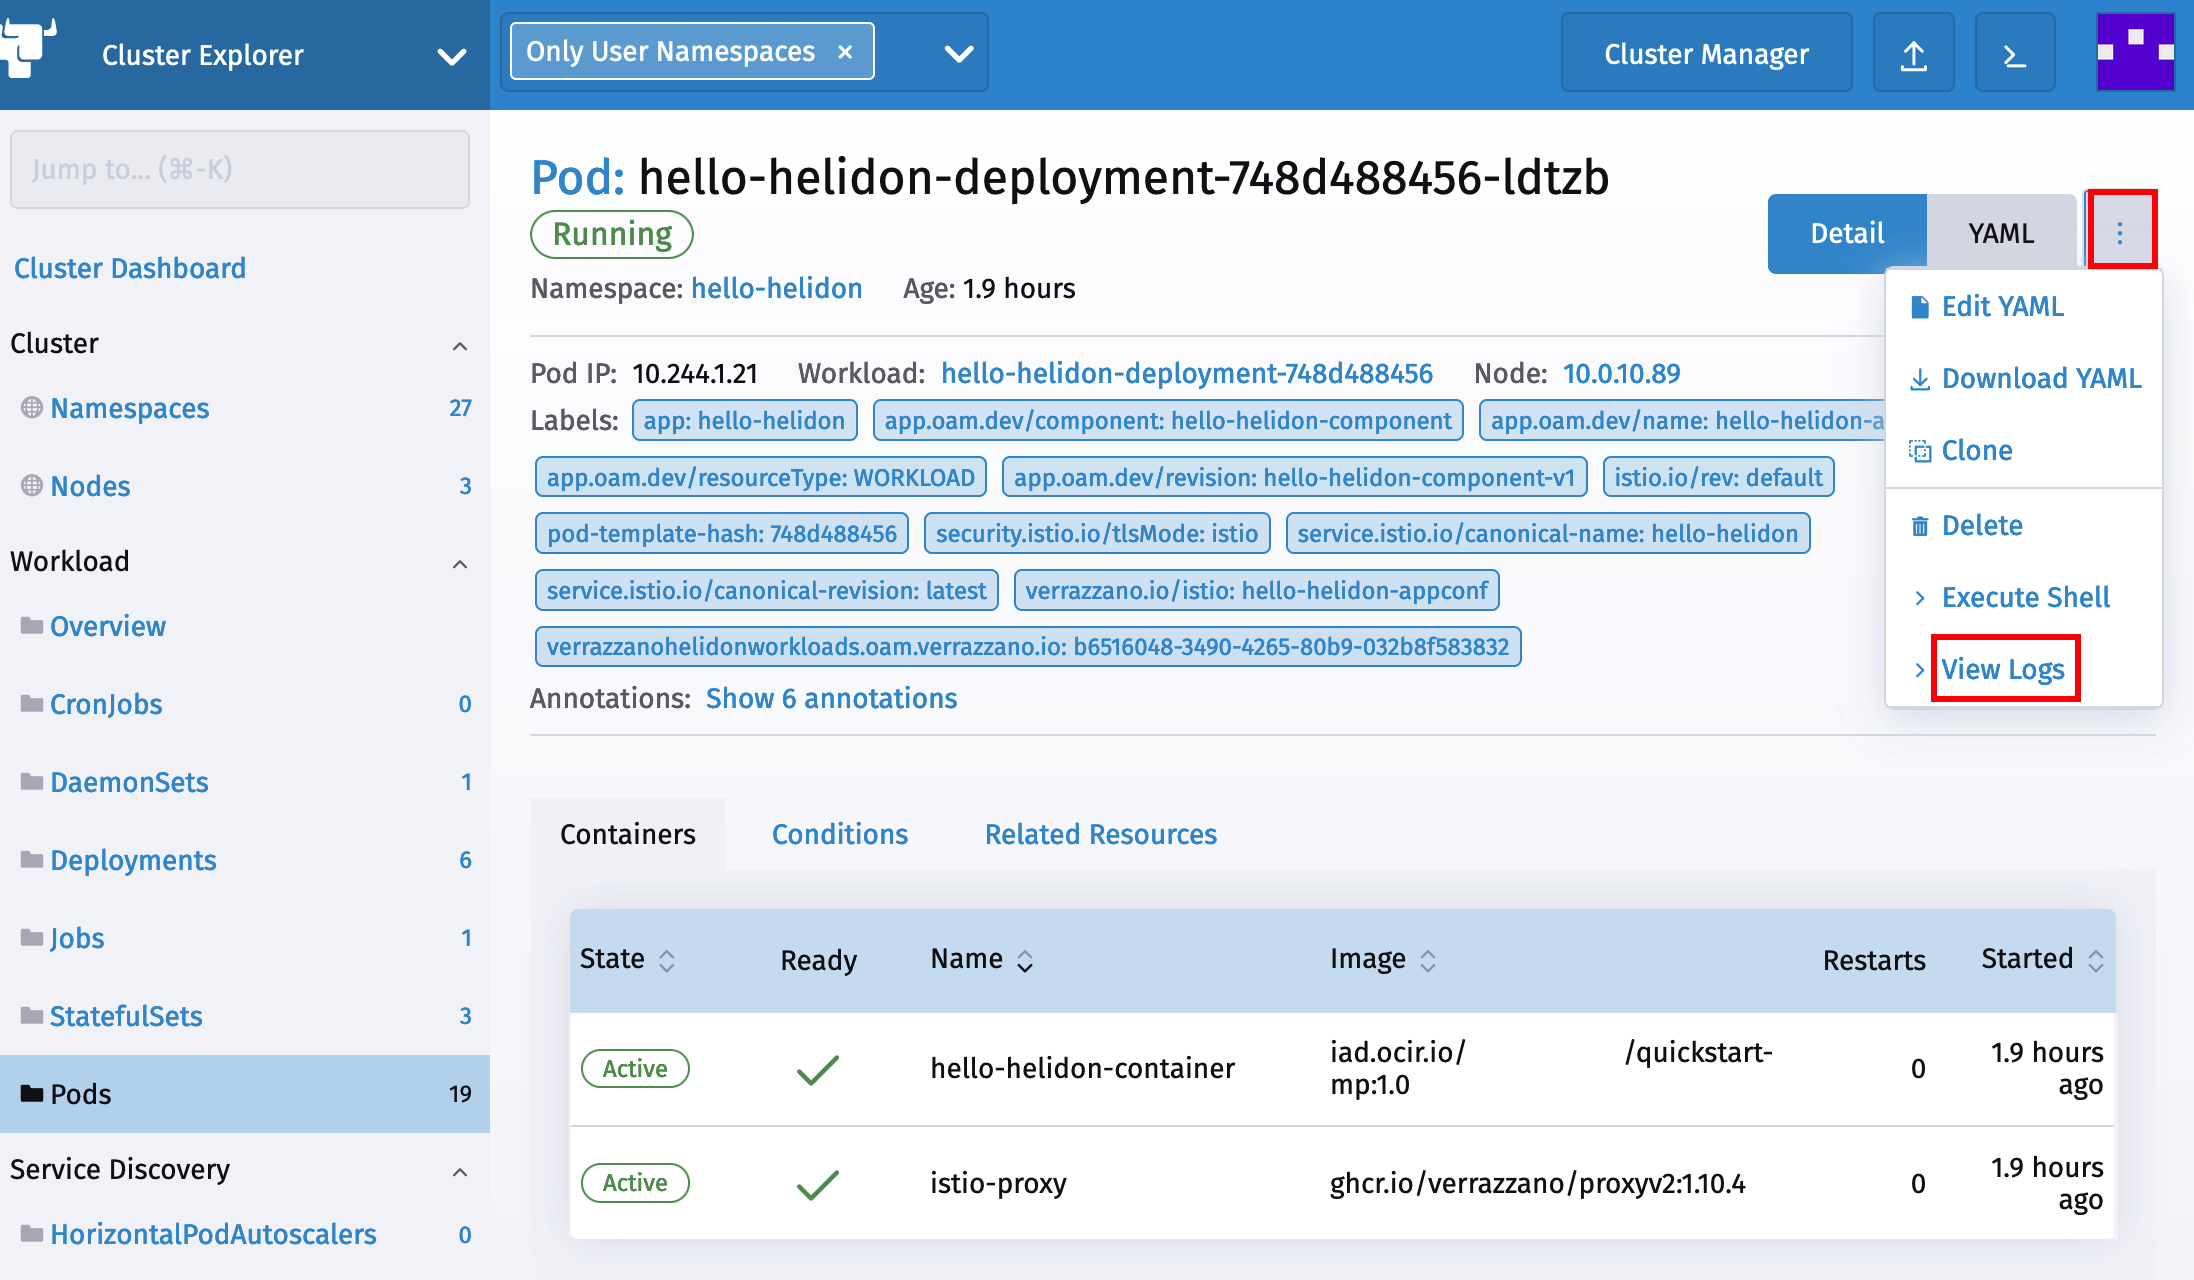 Cluster Explorer
Only User Namespaces ×
Cluster Manager
Jump to... (⌘-K)
Cluster Dashboard
Cluster
Namespaces 27
Nodes 3
Workload
Overview
CronJobs 0
DaemonSets 1
Deployments 6
Jobs 1
StatefulSets 3
Pods 19
Service Discovery
HorizontalPodAutoscalers 0
Pod: hello-helidon-deployment-748d488456-ldtzb
Running
Namespace: hello-helidon Age: 1.9 hours
Detail YAML
Edit YAML
Download YAML
Clone
Delete
Execute Shell
View Logs
Pod IP: 10.244.1.21 Workload: hello-helidon-deployment-748d488456 Node: 10.0.10.89
Labels: app: hello-helidon app.oam.dev/component: hello-helidon-component app.oam.dev/name: hello-helidon-a
app.oam.dev/resourceType: WORKLOAD app.oam.dev/revision: hello-helidon-component-v1 istio.io/rev: default
pod-template-hash: 748d488456 security.istio.io/tlsMode: istio service.istio.io/canonical-name: hello-helidon
service.istio.io/canonical-revision: latest verrazzano.io/istio: hello-helidon-appconf
verrazzanohelidonworkloads.oam.verrazzano.io: b6516048-3490-4265-80b9-032b8f583832
Annotations: Show 6 annotations
Containers Conditions Related Resources
State Ready Name Image Restarts Started
Active hello-helidon-container iad.ocir.io/ /quickstart-
mp:1.0 0 1.9 hours
ago
Active istio-proxy ghcr.io/verrazzano/proxyv2:1.10.4 0 1.9 hours
ago